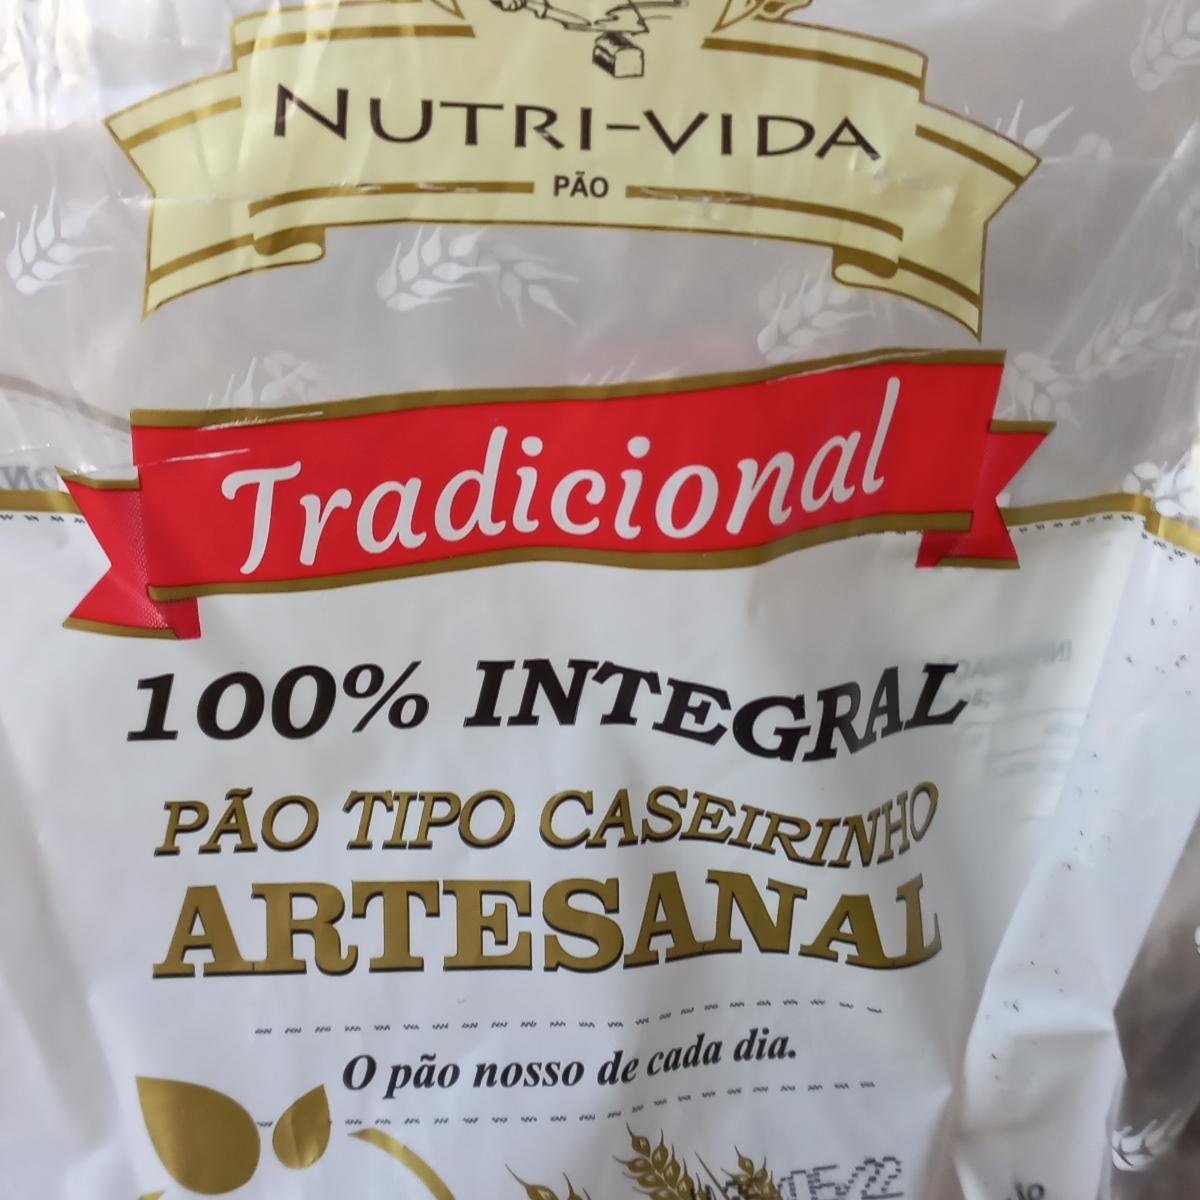 NUTRI-VIDA
PÃO
Tradicional
100% INTEGRAL
PÃO TIPO CASEIRINHO
ARTESANAL
O pão nosso de cada dia.